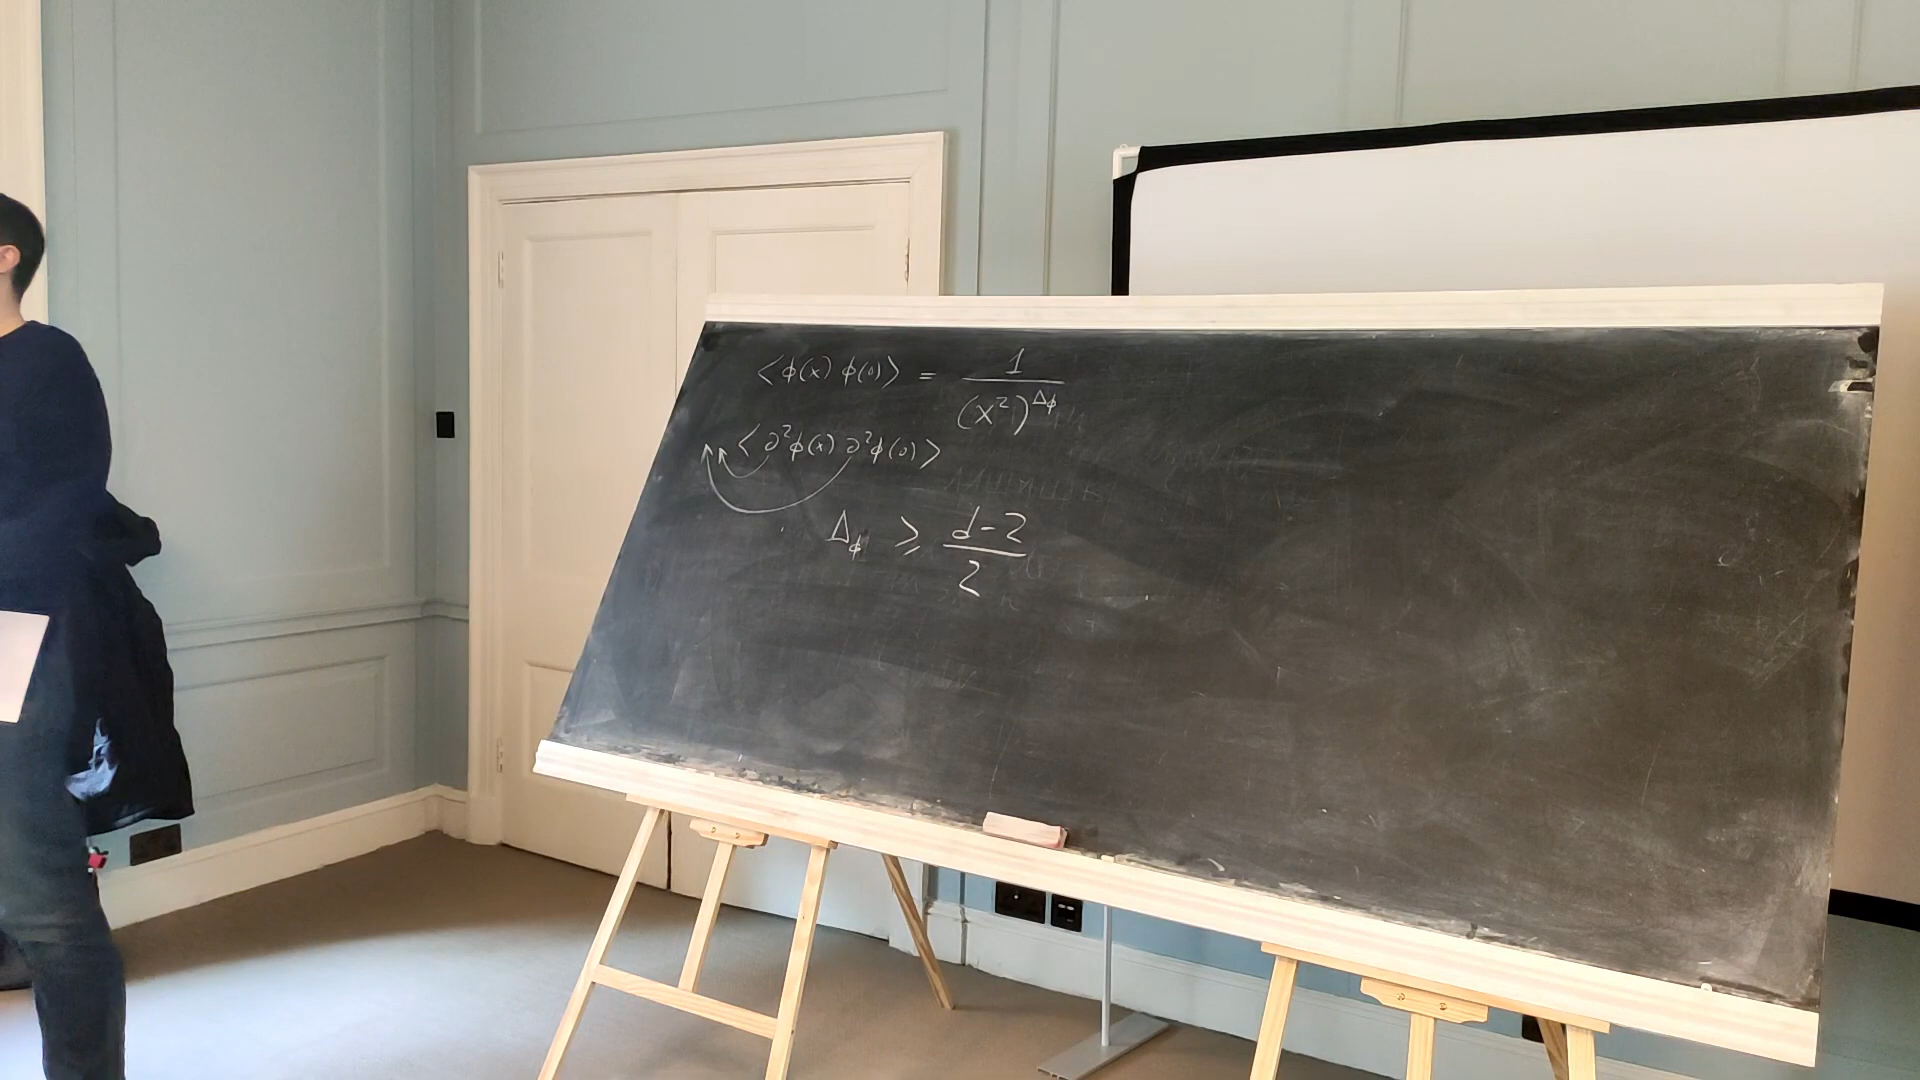 <ϕ(x) ϕ(0)> = 1/(x²)^Δϕ
<∂²ϕ(x) ∂²ϕ(0)>
Δϕ ⩾ (d-2)/2